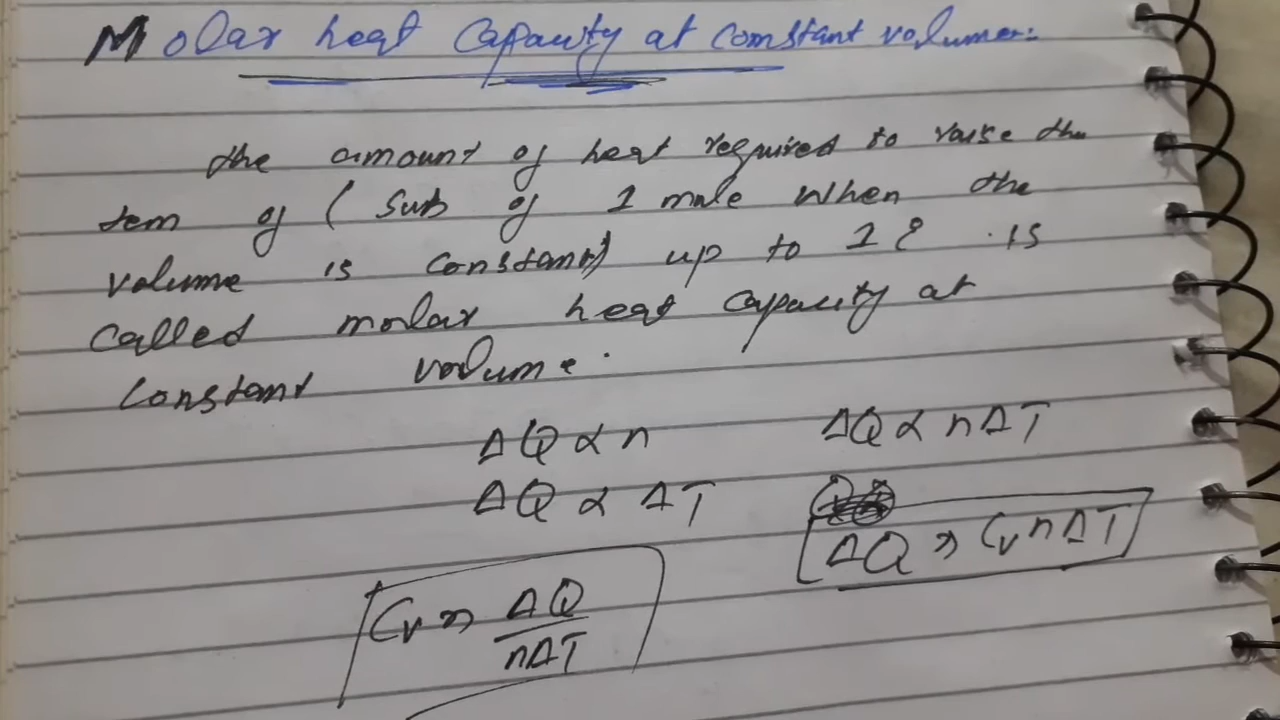 Molar heat capacity at constant volume:
the amount of heat required to raise the
tem of ( sub of 1 mole when the
volume is constant) up to 1 is
called molar heat capacity at
constant volume.
ΔQ ∝ n ΔQ ∝ nΔT
ΔQ ∝ ΔT
ΔQ = CvnΔT
Cv = ΔQ
nΔT